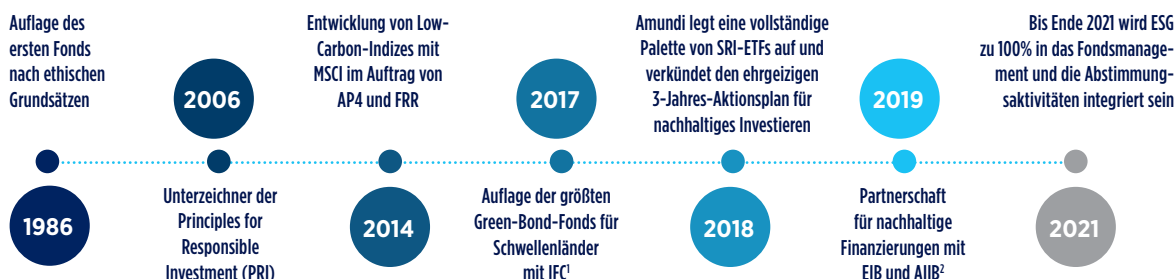 Auflage des
ersten Fonds
nach ethischen
Grundsätzen
1986
2006
Unterzeichner der
Principles for
Responsible
Investment (PRI)
Entwicklung von Low-
Carbon-Indizes mit
MSCI im Auftrag von
AP4 und FRR
2014
2017
Auflage der größten
Green-Bond-Fonds für
Schwellenländer
mit IFC¹
Amundi legt eine vollständige
Palette von SRI-ETFs auf und
verkündet den ehrgeizigen
3-Jahres-Aktionsplan für
nachhaltiges Investieren
2018
2019
Partnerschaft
für nachhaltige
Finanzierungen mit
EIB und AIIB²
Bis Ende 2021 wird ESG
zu 100% in das Fondsmanage-
ment und die Abstimmung-
saktivitäten integriert sein
2021